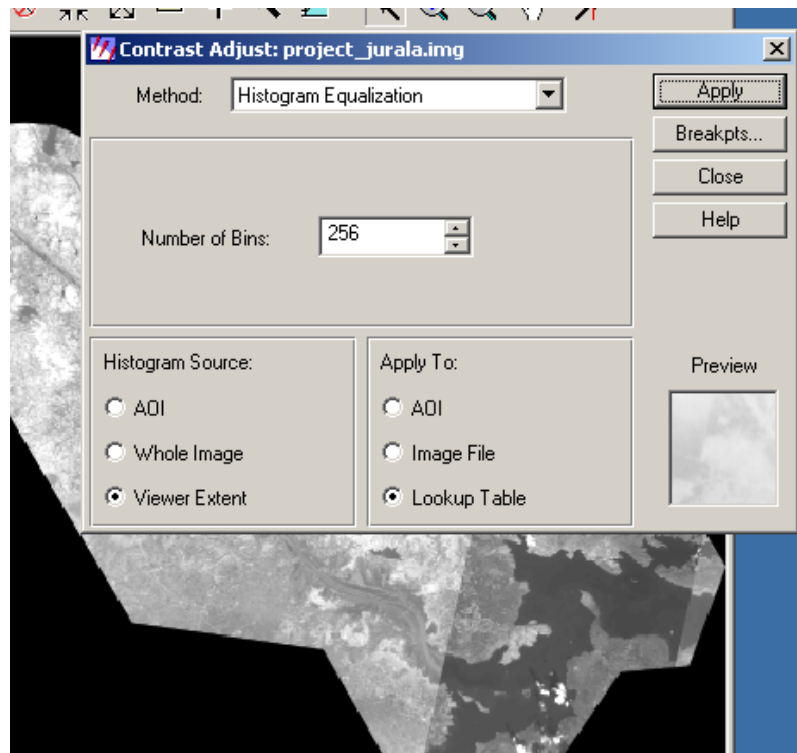 Contrast Adjust: project_jurala.img
Method: Histogram Equalization
Apply
Breakpts...
Close
Help
Number of Bins: 256
Histogram Source:
AOI
Whole Image
Viewer Extent
Apply To:
AOI
Image File
Lookup Table
Preview